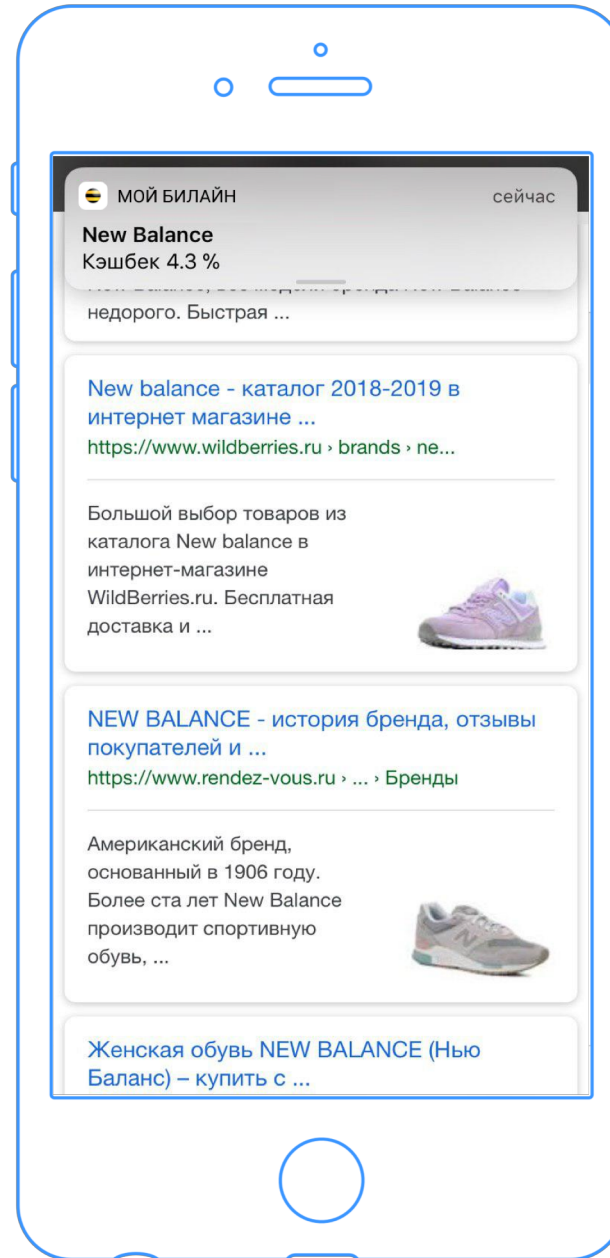 МОЙ БИЛАЙН
сейчас
New Balance
Кэшбек 4.3 %
недорого. Быстрая ...
New balance - каталог 2018-2019 в
интернет магазине ...
https://www.wildberries.ru › brands › ne...
Большой выбор товаров из
каталога New balance в
интернет-магазине
WildBerries.ru. Бесплатная
доставка и ...
NEW BALANCE - история бренда, отзывы
покупателей и ...
https://www.rendez-vous.ru › ... › Бренды
Американский бренд,
основанный в 1906 году.
Более ста лет New Balance
производит спортивную
обувь, ...
N
Женская обувь NEW BALANCE (Нью
Баланс) – купить с ...